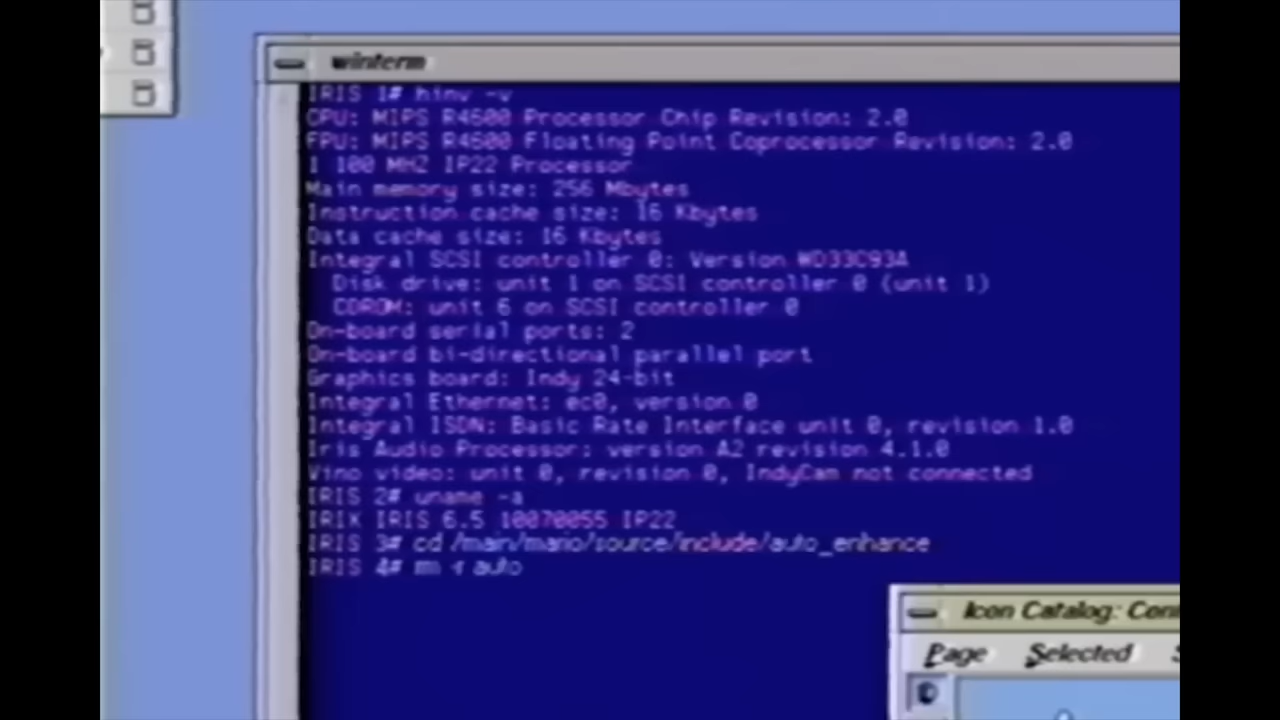 winterm
IRIS 1# hinv -v
CPU: MIPS R4600 Processor Chip Revision: 2.0
FPU: MIPS R4600 Floating Point Coprocessor Revision: 2.0
1 100 MHZ IP22 Processor
Main memory size: 256 Mbytes
Instruction cache size: 16 Kbytes
Data cache size: 16 Kbytes
Integral SCSI controller 0: Version WD33C93A
Disk drive: unit 1 on SCSI controller 0 (unit 1)
CDROM: unit 6 on SCSI controller 0
On-board serial ports: 2
On-board bi-directional parallel port
Graphics board: Indy 24-bit
Integral Ethernet: ec0, version 0
Integral ISDN: Basic Rate Interface unit 0, revision 1.0
Iris Audio Processor: version A2 revision 4.1.0
Vino video: unit 0, revision 0, IndyCam not connected
IRIS 2# uname -a
IRIX IRIS 6.5 10070055 IP22
IRIS 3# cd /main/mario/source/include/auto_enhance
IRIS 4# rm -r auto
Icon Catalog:
Page Selected